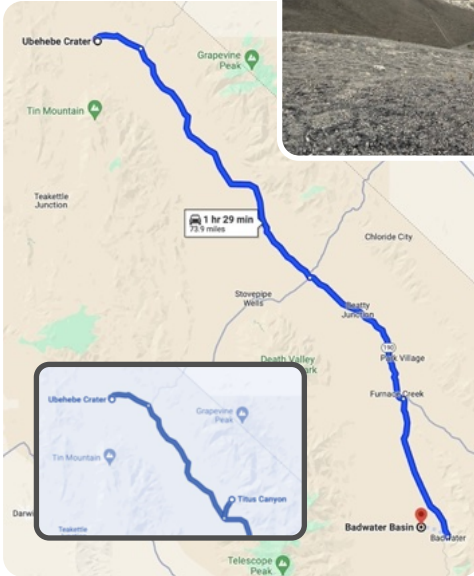 Ubehebe Crater
Grapevine
Peak
Tin Mountain
Teakettle
Junction
1 hr 29 min
73.9 miles
Chloride City
Stovepipe
Wells
Beatty
Junction
190
Park Village
Death Valley
Furnace Creek
Ubehebe Crater
Grapevine
Peak
Tin Mountain
Titus Canyon
Teakettle
Badwater Basin
Badwater
Telescope
Peak